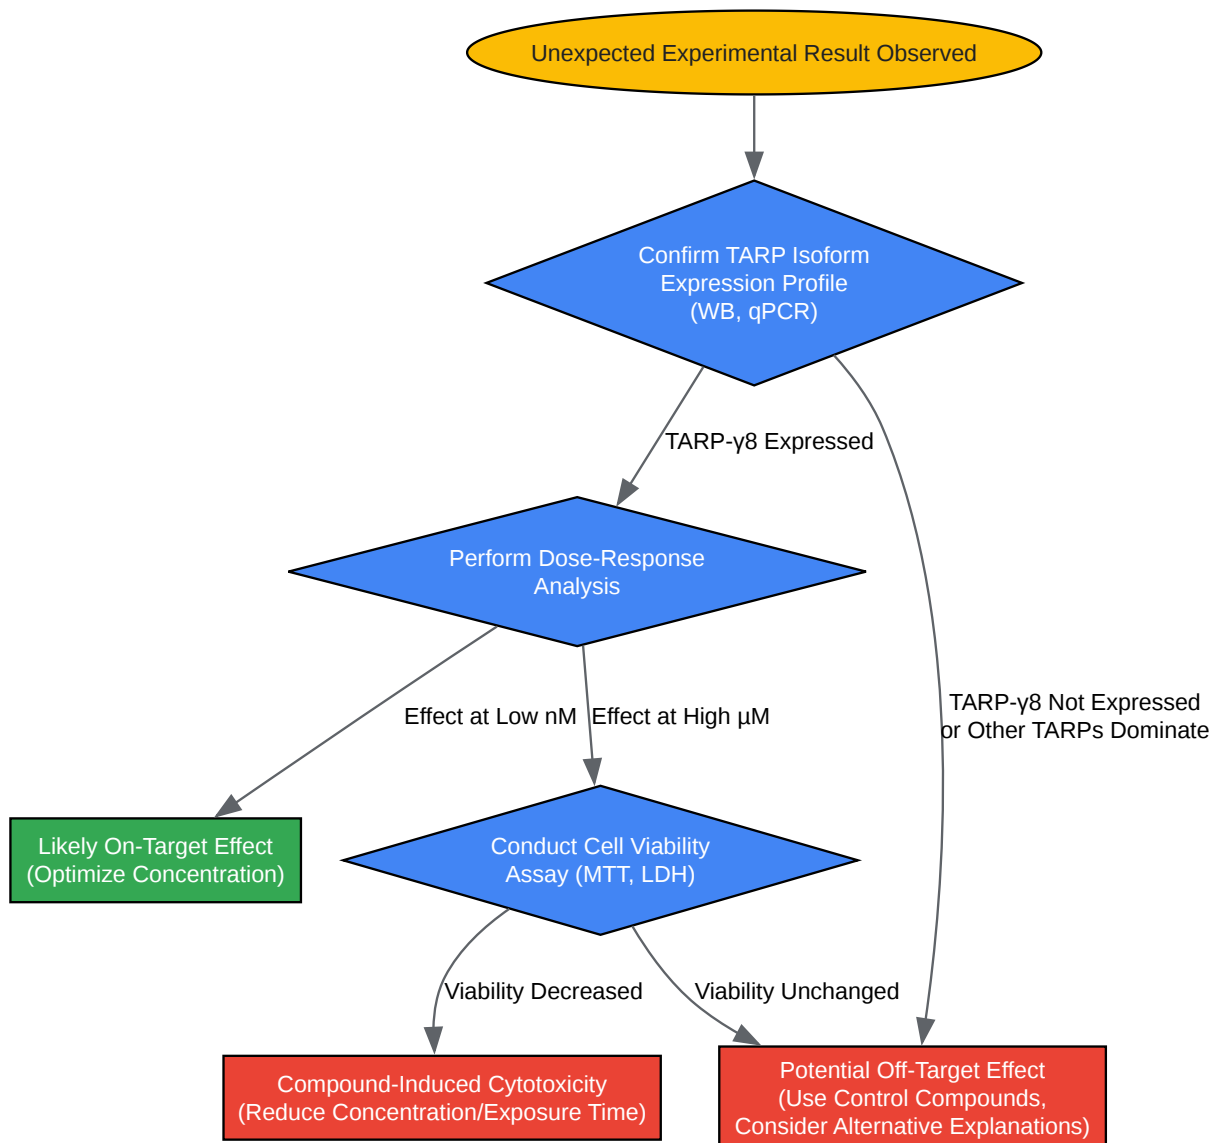 Unexpected Experimental Result Observed
Confirm TARP Isoform
Expression Profile
(WB, qPCR)
TARP-γ8 Expressed
Perform Dose-Response
Analysis
Effect at Low nM
Effect at High µM
TARP-γ8 Not Expressed
or Other TARPs Dominate
Likely On-Target Effect
(Optimize Concentration)
Conduct Cell Viability
Assay (MTT, LDH)
Viability Decreased
Viability Unchanged
Compound-Induced Cytotoxicity
(Reduce Concentration/Exposure Time)
Potential Off-Target Effect
(Use Control Compounds,
Consider Alternative Explanations)